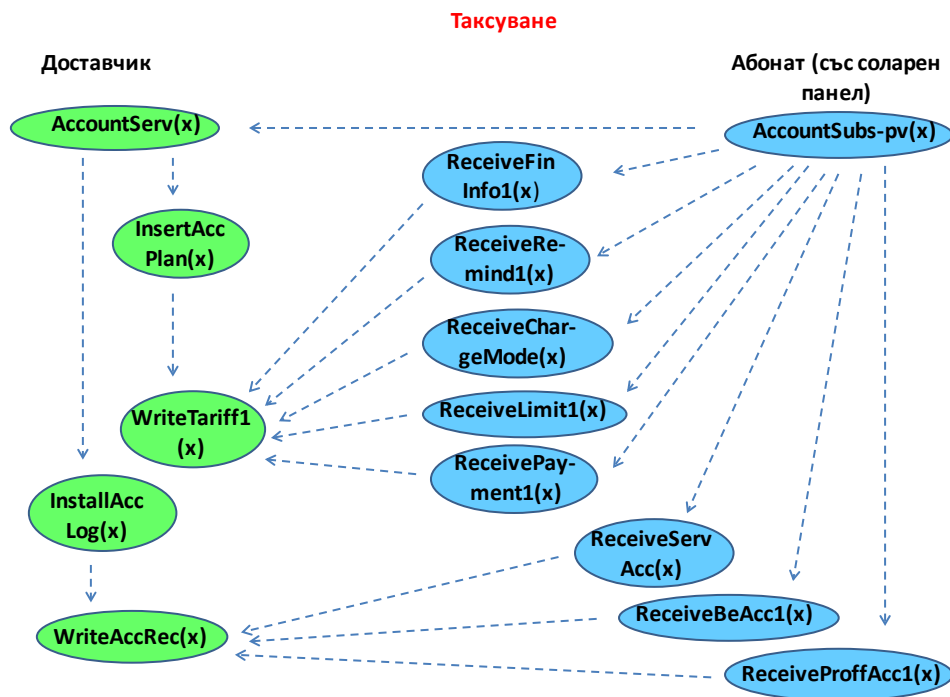 Таксуване
Доставчик
Абонат (със соларен
панел)
AccountServ(x)
AccountSubs-pv(x)
ReceiveFin
Info1(x)
InsertAcc
Plan(x)
ReceiveRe-
mind1(x)
ReceiveChar-
geMode(x)
WriteTariff1
(x)
ReceiveLimit1(x)
ReceivePay-
ment1(x)
InstallAcc
Log(x)
ReceiveServ
Acc(x)
ReceiveBeAcc1(x)
WriteAccRec(x)
ReceiveProffAcc1(x)